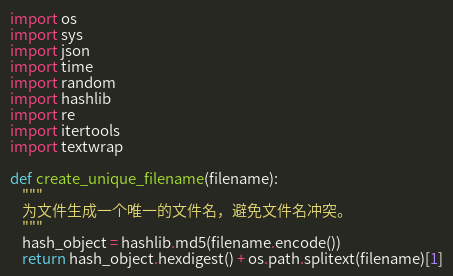 import os
import sys
import json
import time
import random
import hashlib
import re
import itertools
import textwrap

def create_unique_filename(filename):
    """
    为文件生成一个唯一的文件名，避免文件名冲突。
    """
    hash_object = hashlib.md5(filename.encode())
    return hash_object.hexdigest() + os.path.splitext(filename)[1]